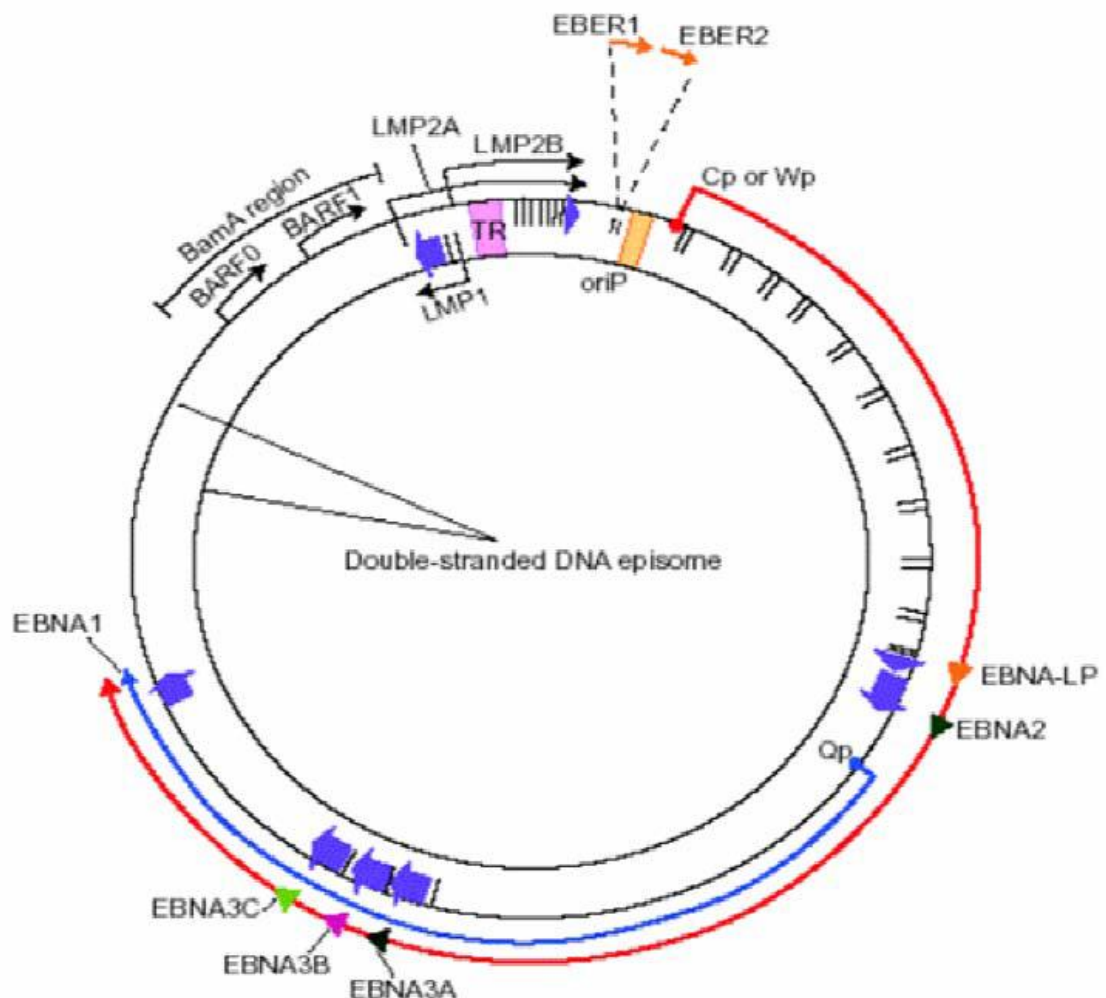 EBER1
EBER2
LMP2A
LMP2B
Cp or Wp
BamA region
BARF1
BARF0
TR
oriP
LMP1
Double-stranded DNA episome
EBNA1
EBNA-LP
EBNA2
Qp
EBNA3C
EBNA3B
EBNA3A